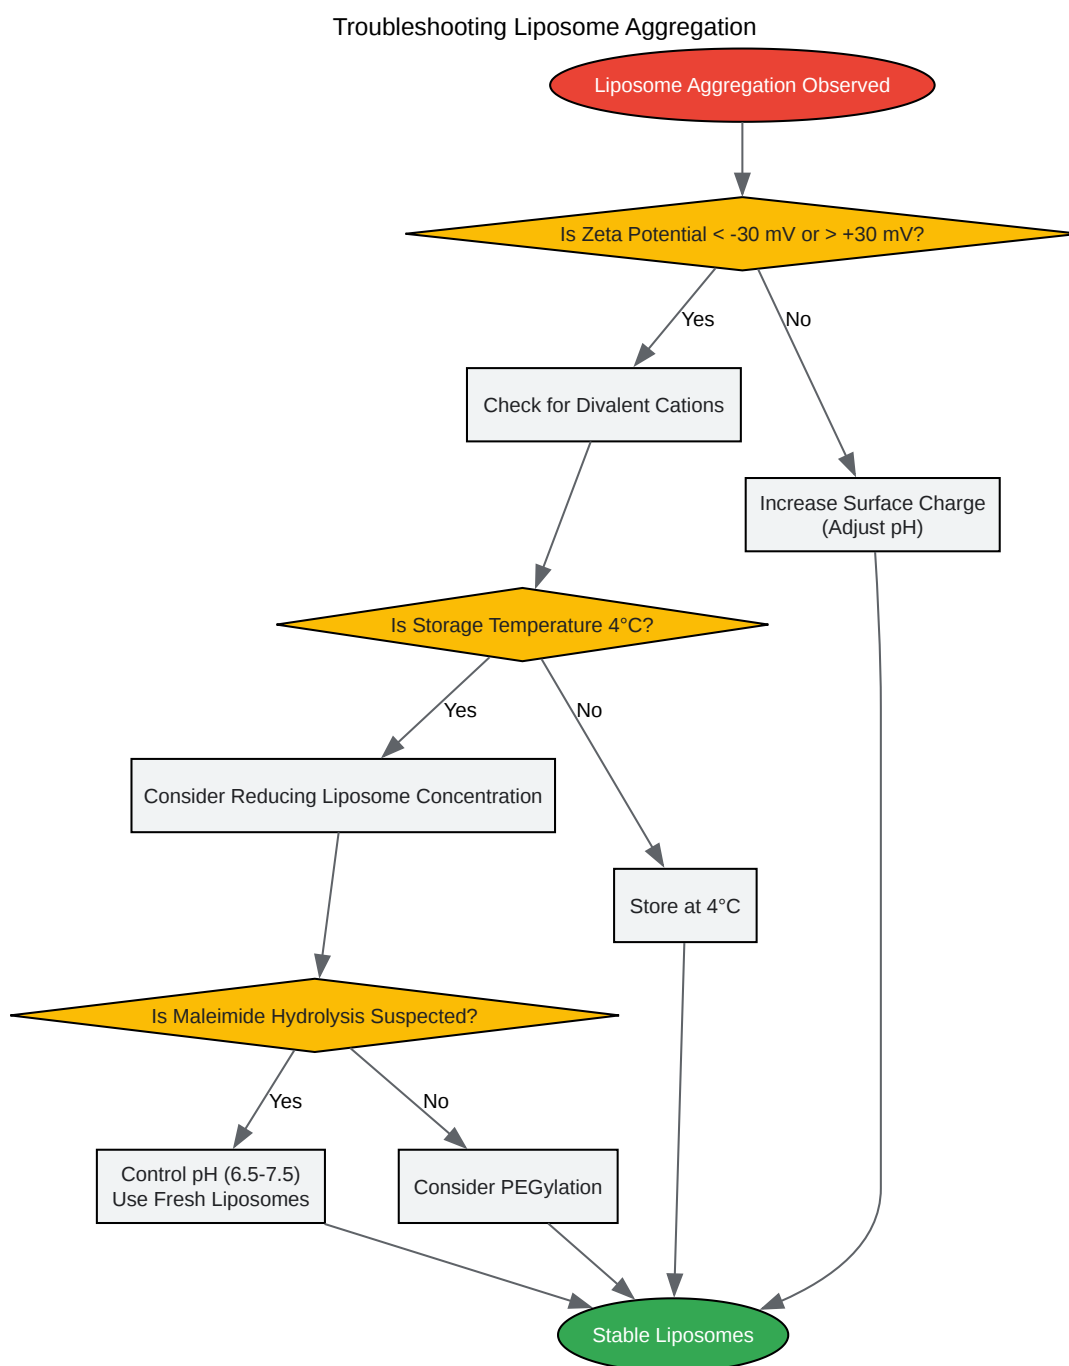 Troubleshooting Liposome Aggregation
Liposome Aggregation Observed
Is Zeta Potential < -30 mV or > +30 mV?
Yes
No
Check for Divalent Cations
Increase Surface Charge
(Adjust pH)
Is Storage Temperature 4°C?
Yes
No
Consider Reducing Liposome Concentration
Store at 4°C
Is Maleimide Hydrolysis Suspected?
Yes
No
Control pH (6.5-7.5)
Use Fresh Liposomes
Consider PEGylation
Stable Liposomes